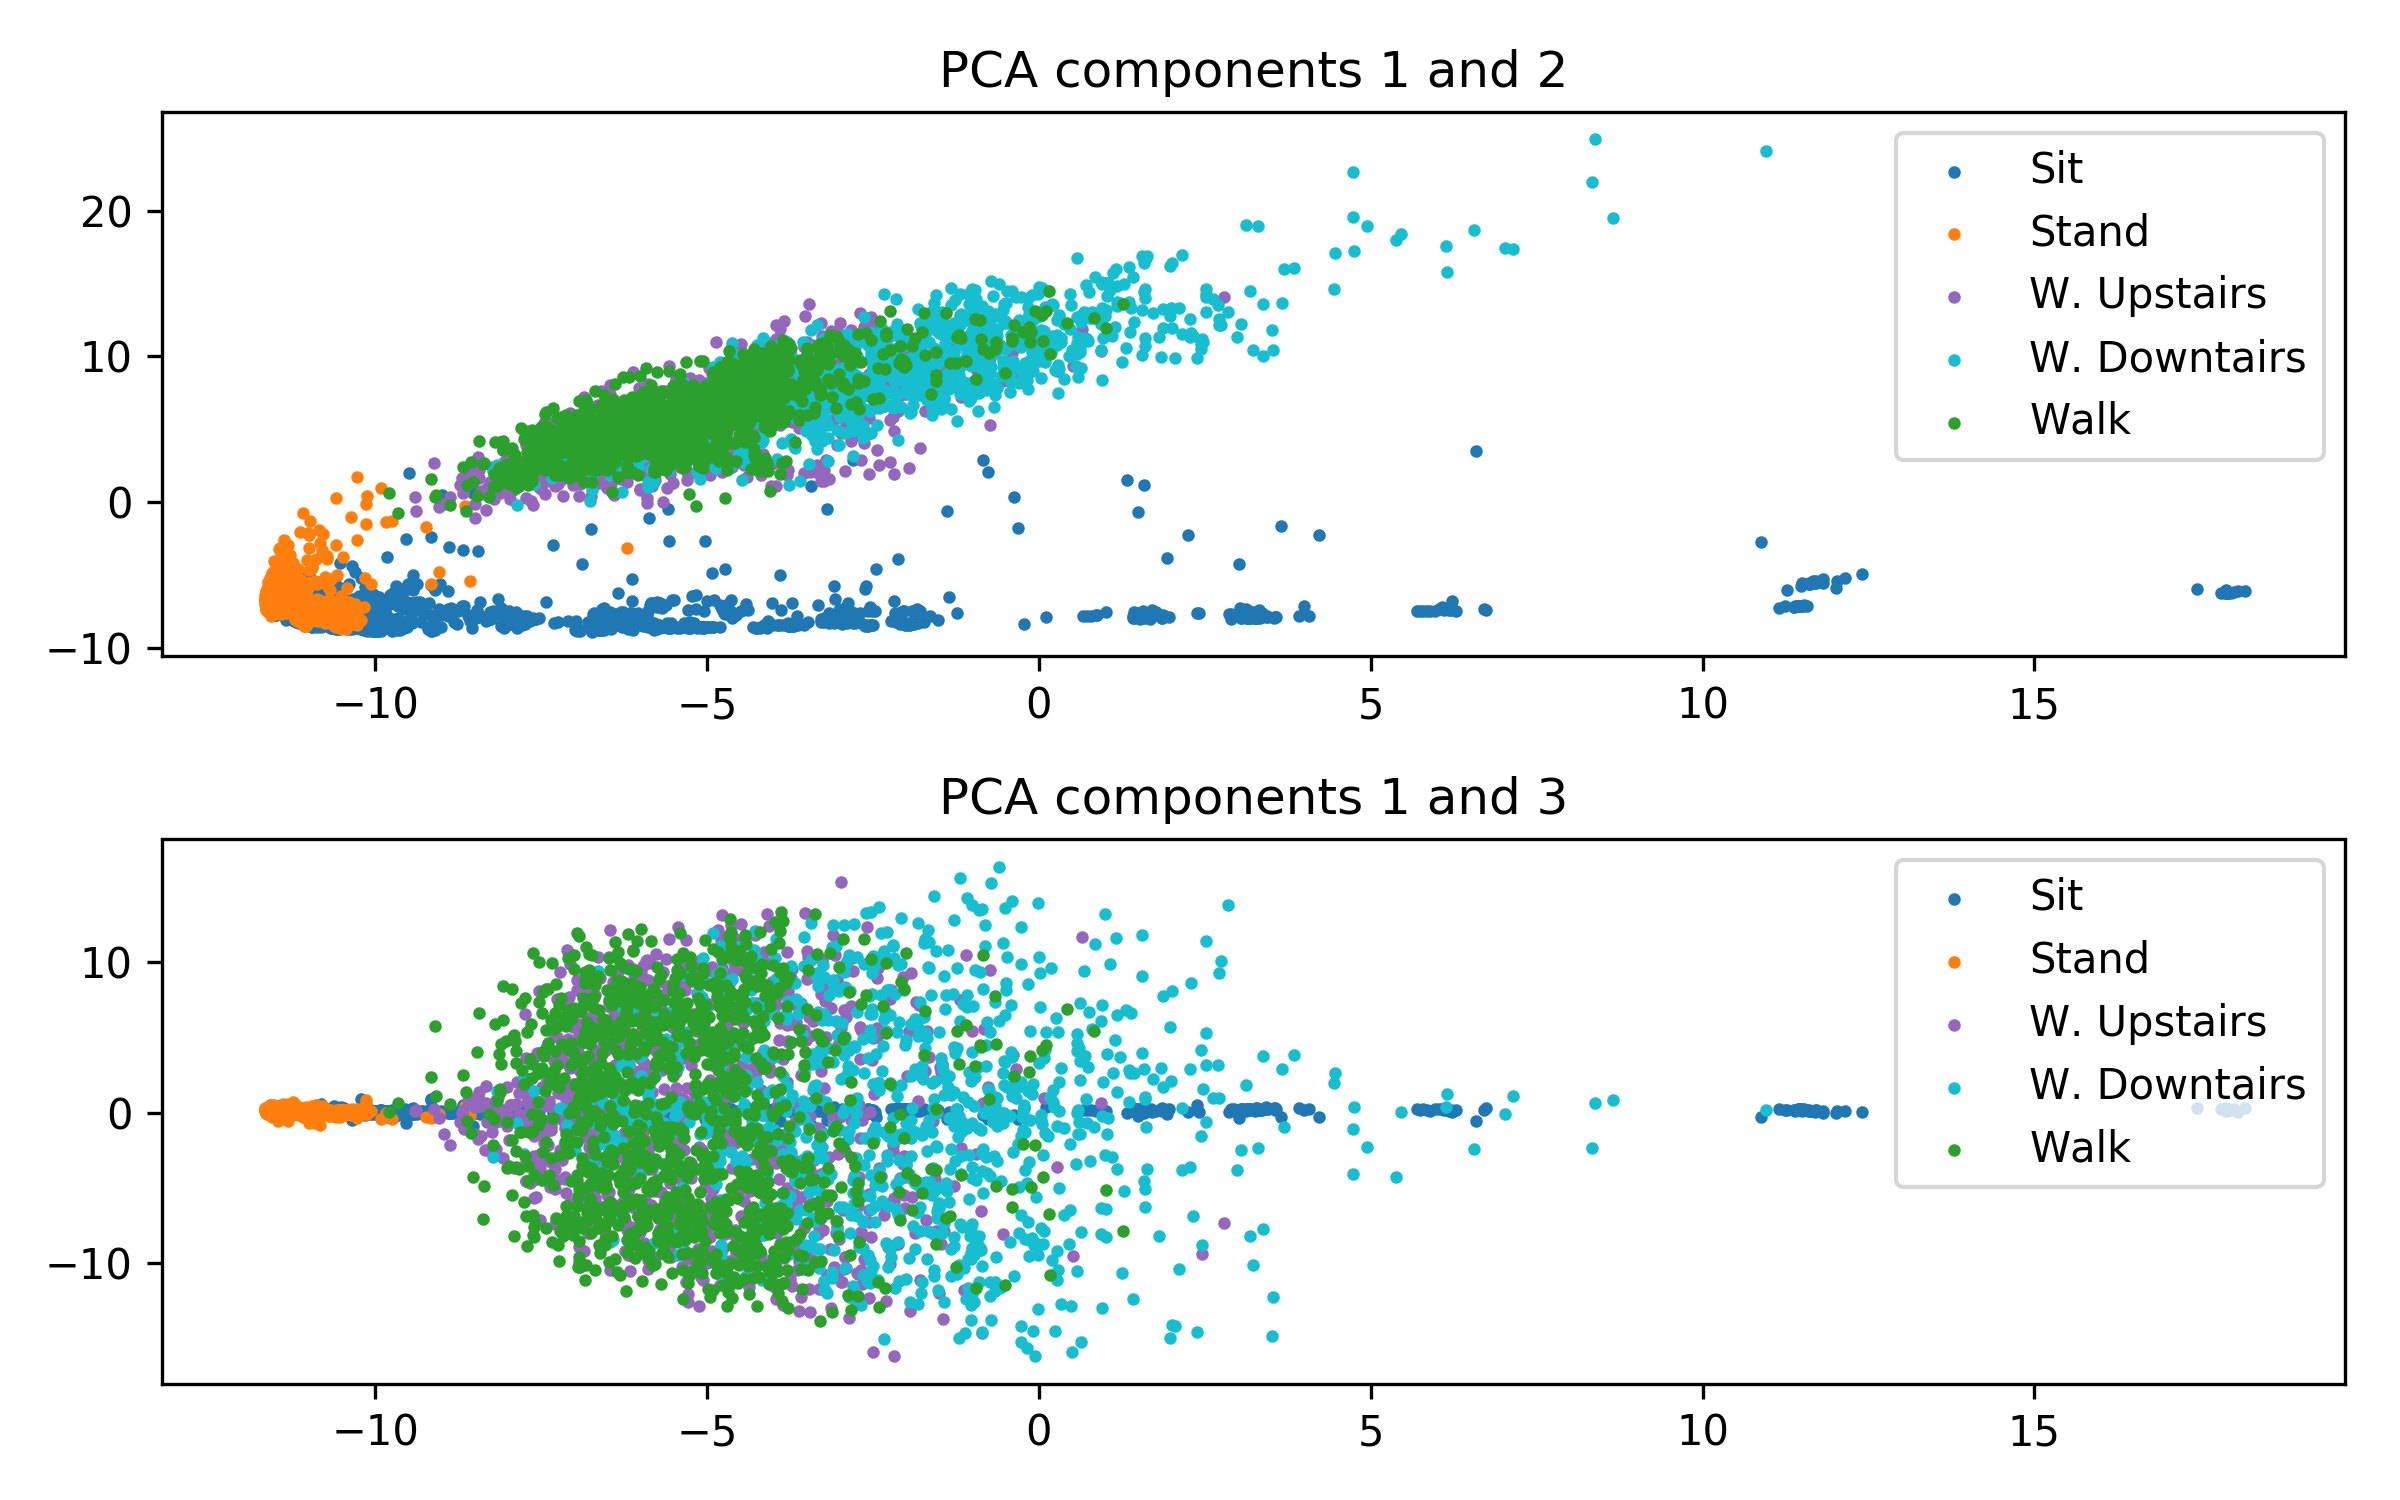 PCA components 1 and 2
20
10
0
−10
−10 −5 0 5 10 15
Sit
Stand
W. Upstairs
W. Downtairs
Walk
PCA components 1 and 3
10
0
−10
−10 −5 0 5 10 15
Sit
Stand
W. Upstairs
W. Downtairs
Walk